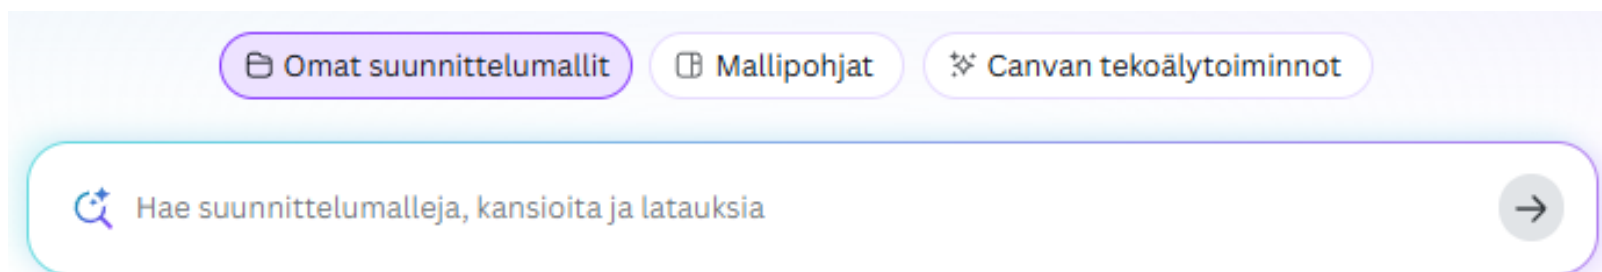 Omat suunnittelumallit Mallipohjat Canvan tekoälytoiminnot
Hae suunnittelumalleja, kansioita ja latauksia